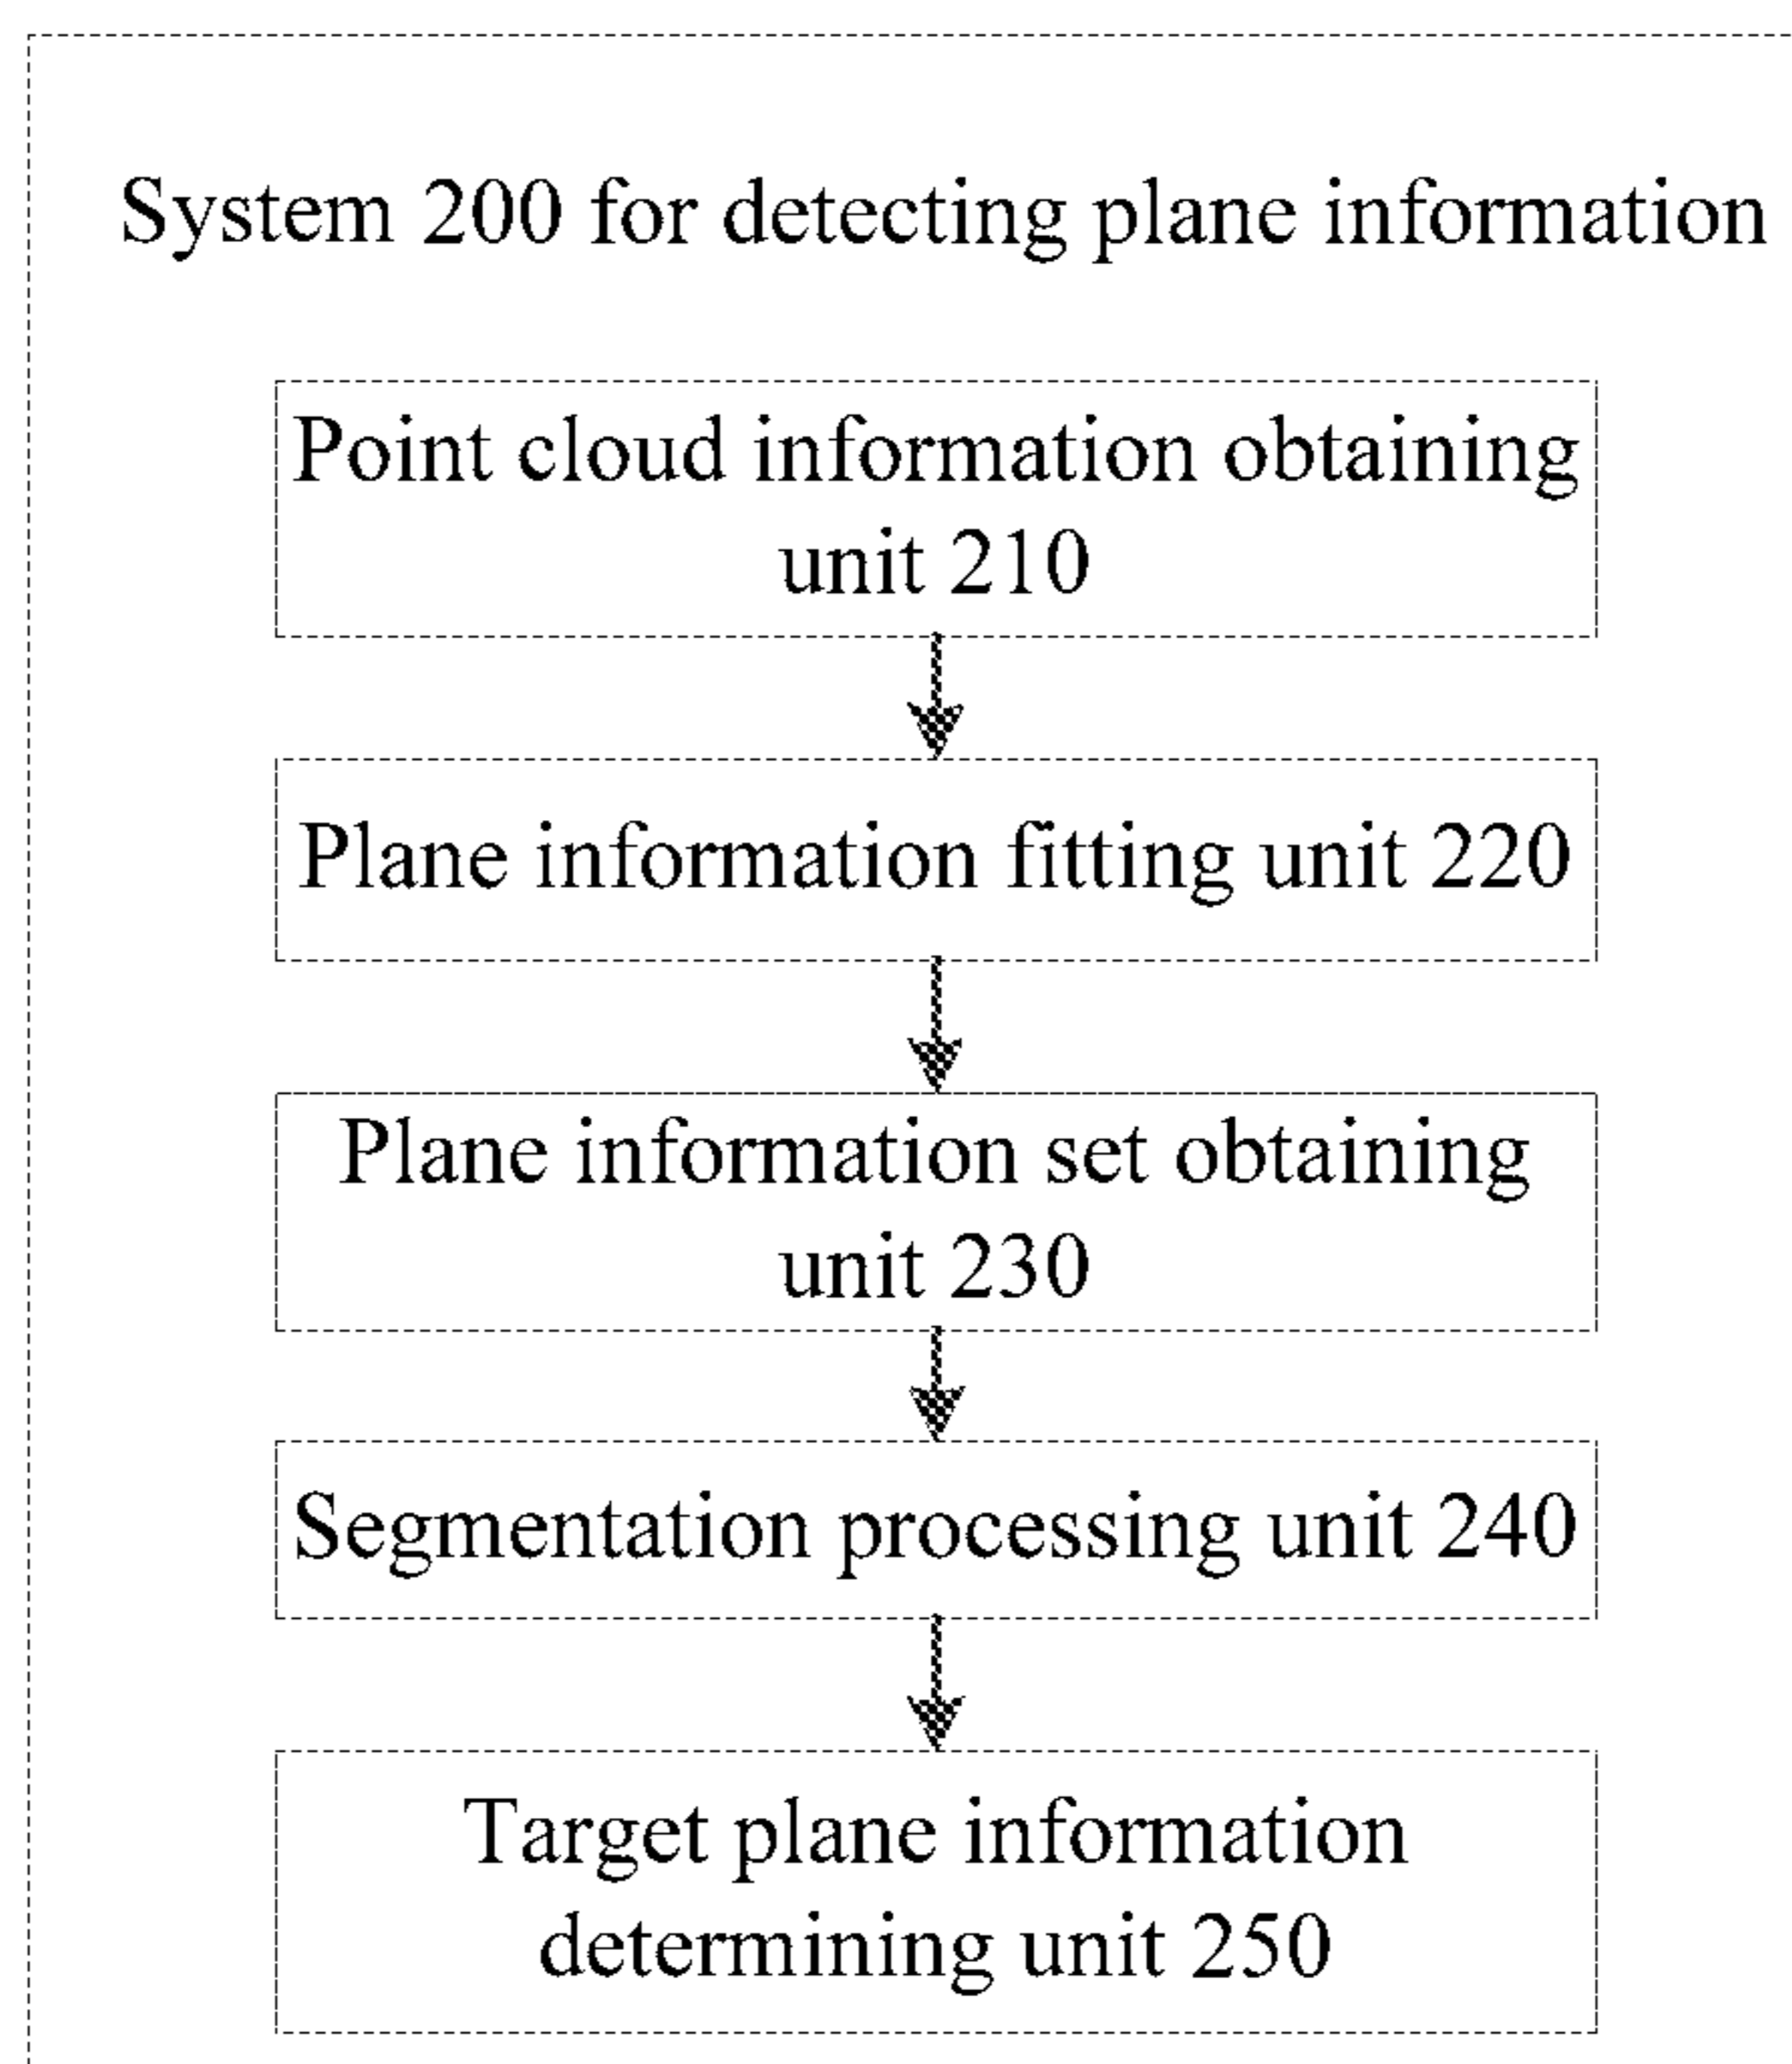 System 200 for detecting plane information
Point cloud information obtaining
unit 210
Plane information fitting unit 220
Plane information set obtaining
unit 230
Segmentation processing unit 240
Target plane information
determining unit 250